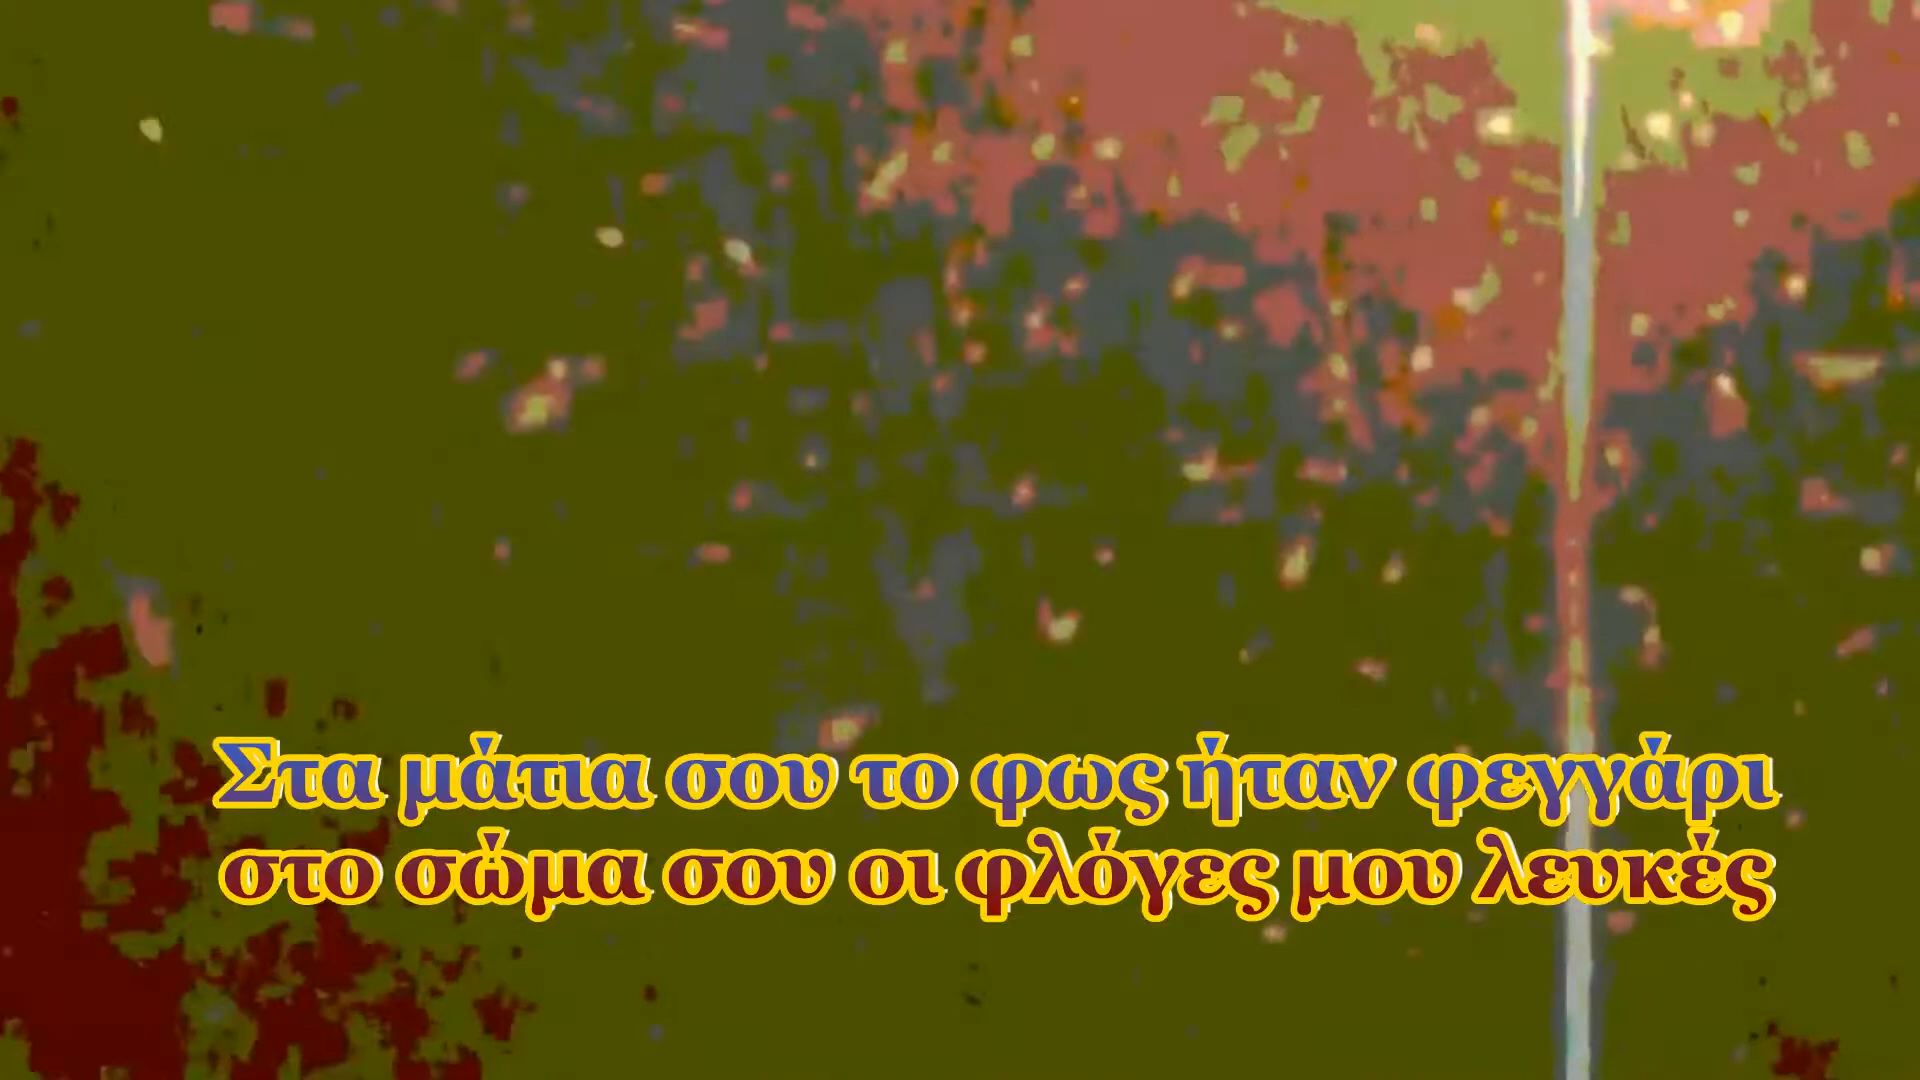 Στα μάτια σου το φως ήταν φεγγάρι
στο σώμα σου οι φλόγες μου λευκές